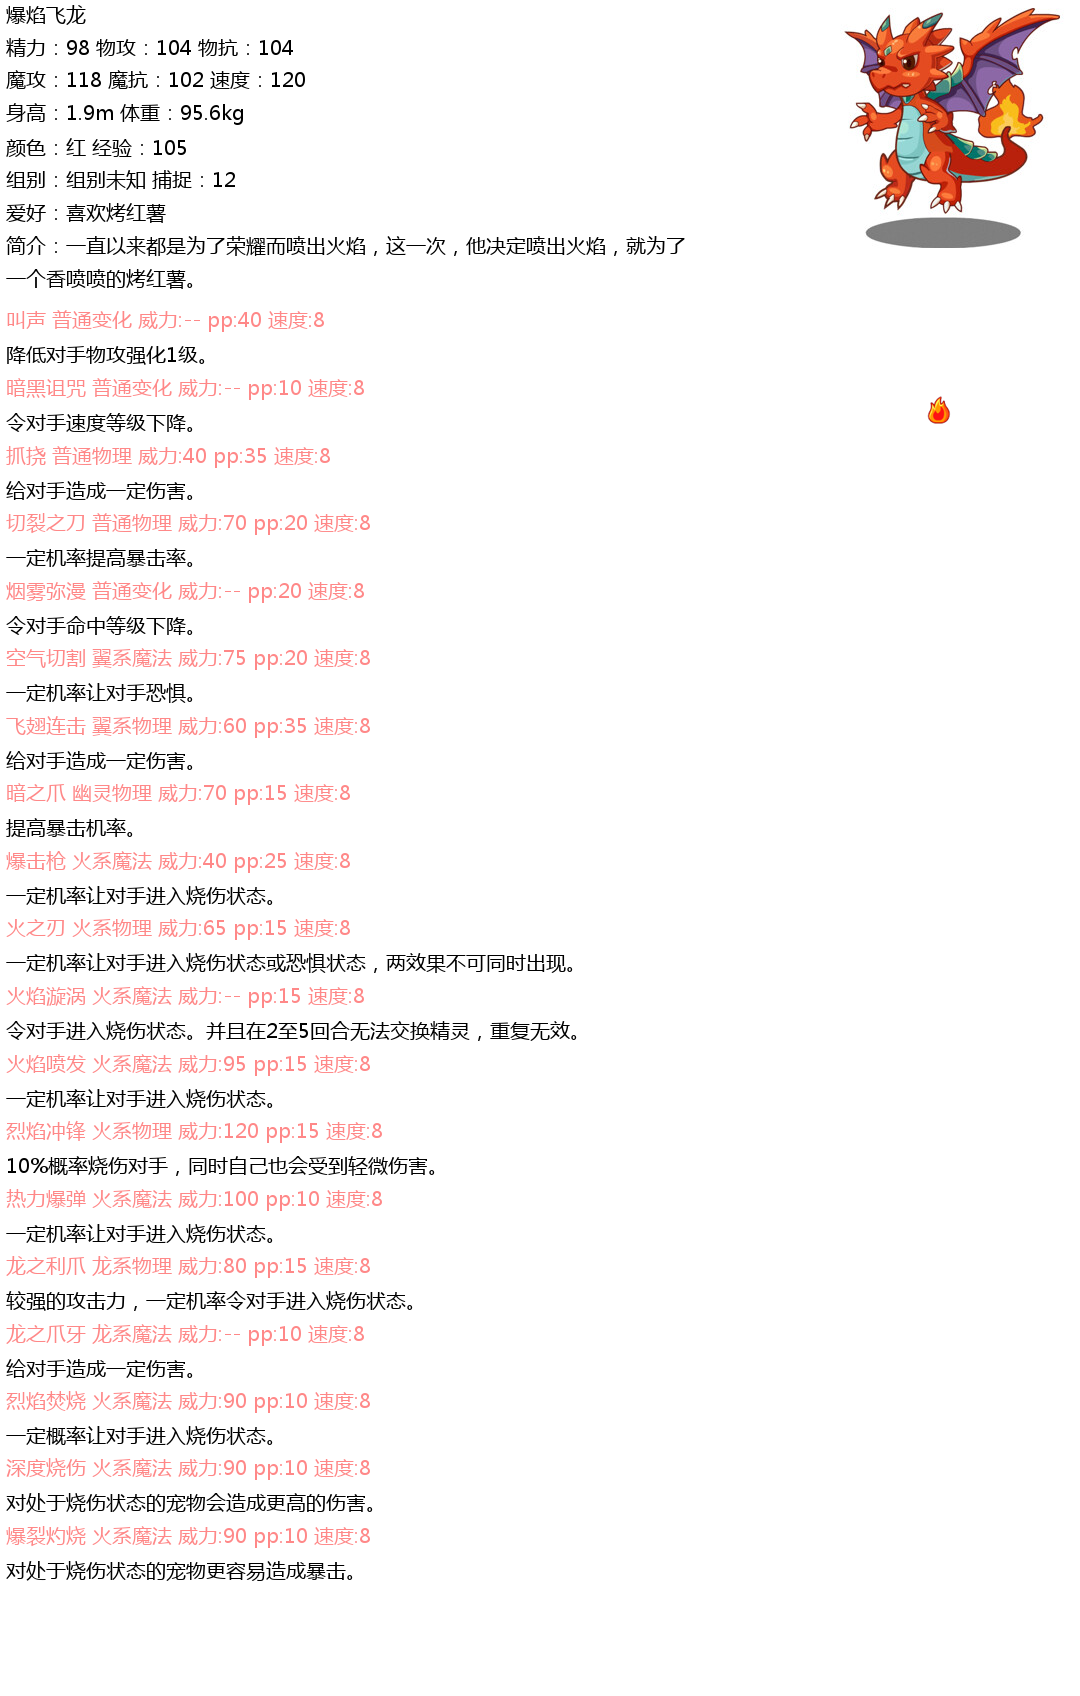 爆焰飞龙
精力：98 物攻：104 物抗：104
魔攻：118 魔抗：102 速度：120
身高：1.9m 体重：95.6kg
颜色：红 经验：105
组别：组别未知 捕捉：12
爱好：喜欢烤红薯
简介：一直以来都是为了荣耀而喷出火焰，这一次，他决定喷出火焰，就为了
一个香喷喷的烤红薯。
叫声 普通变化 威力:-- pp:40 速度:8
降低对手物攻强化1级。
暗黑诅咒 普通变化 威力:-- pp:10 速度:8
令对手速度等级下降。
抓挠 普通物理 威力:40 pp:35 速度:8
给对手造成一定伤害。
切裂之刀 普通物理 威力:70 pp:20 速度:8
一定机率提高暴击率。
烟雾弥漫 普通变化 威力:-- pp:20 速度:8
令对手命中等级下降。
空气切割 翼系魔法 威力:75 pp:20 速度:8
一定机率让对手恐惧。
飞翅连击 翼系物理 威力:60 pp:35 速度:8
给对手造成一定伤害。
暗之爪 幽灵物理 威力:70 pp:15 速度:8
提高暴击机率。
爆击枪 火系魔法 威力:40 pp:25 速度:8
一定机率让对手进入烧伤状态。
火之刃 火系物理 威力:65 pp:15 速度:8
一定机率让对手进入烧伤状态或恐惧状态，两效果不可同时出现。
火焰漩涡 火系魔法 威力:-- pp:15 速度:8
令对手进入烧伤状态。并且在2至5回合无法交换精灵，重复无效。
火焰喷发 火系魔法 威力:95 pp:15 速度:8
一定机率让对手进入烧伤状态。
烈焰冲锋 火系物理 威力:120 pp:15 速度:8
10%概率烧伤对手，同时自己也会受到轻微伤害。
热力爆弹 火系魔法 威力:100 pp:10 速度:8
一定机率让对手进入烧伤状态。
龙之利爪 龙系物理 威力:80 pp:15 速度:8
较强的攻击力，一定机率令对手进入烧伤状态。
龙之爪牙 龙系魔法 威力:-- pp:10 速度:8
给对手造成一定伤害。
烈焰焚烧 火系魔法 威力:90 pp:10 速度:8
一定概率让对手进入烧伤状态。
深度烧伤 火系魔法 威力:90 pp:10 速度:8
对处于烧伤状态的宠物会造成更高的伤害。
爆裂灼烧 火系魔法 威力:90 pp:10 速度:8
对处于烧伤状态的宠物更容易造成暴击。